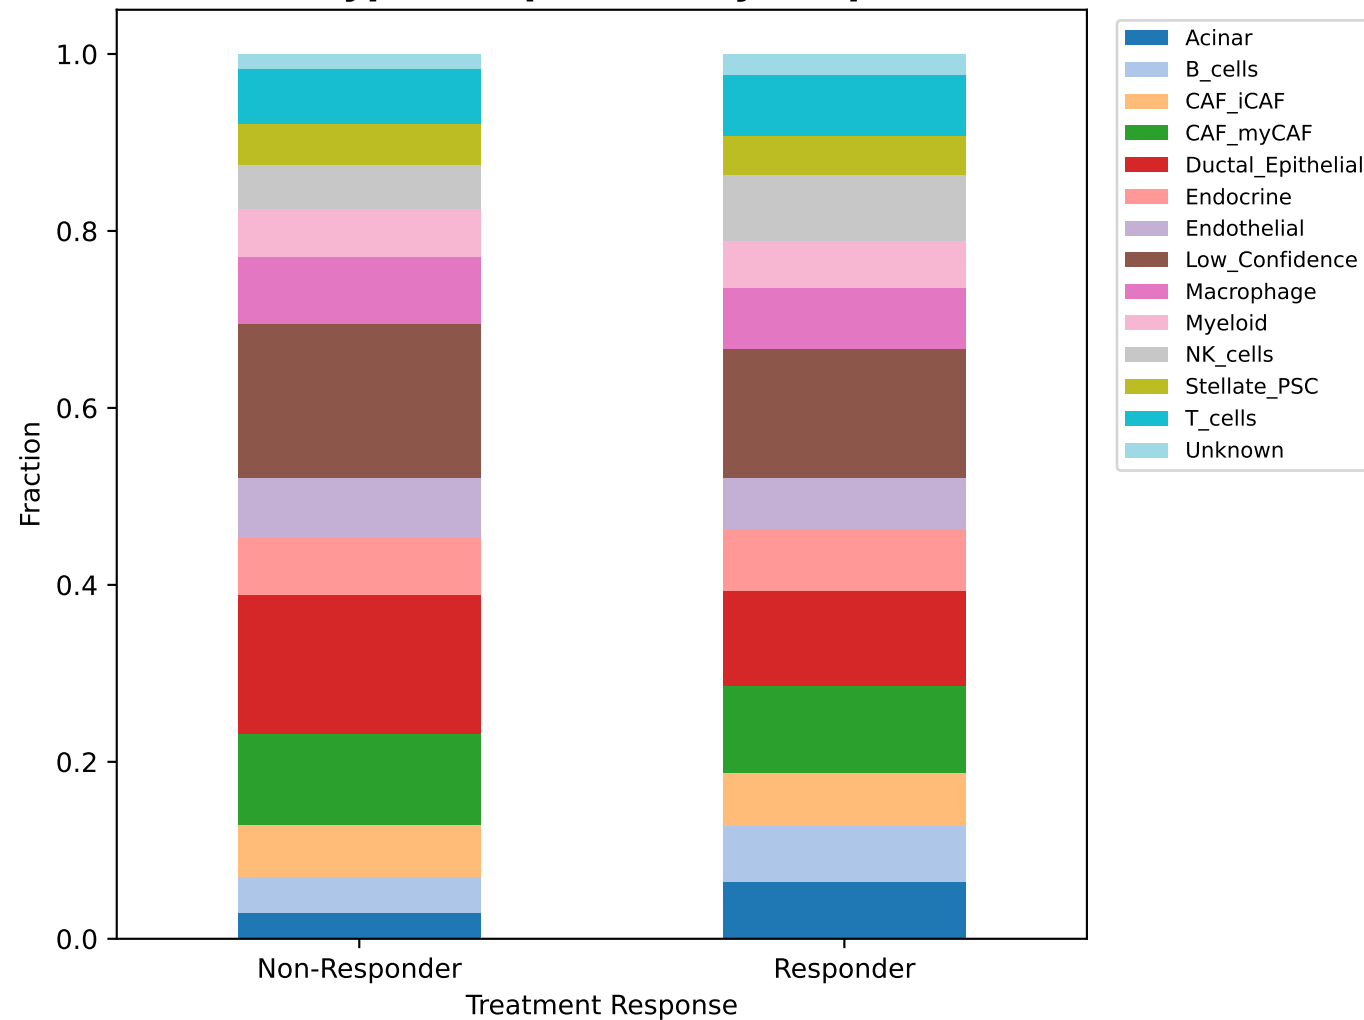 1.0
0.8
0.6
0.4
0.2
0.0
Fraction
Non-Responder
Responder
Treatment Response
Acinar
B_cells
CAF_iCAF
CAF_myCAF
Ductal_Epithelial
Endocrine
Endothelial
Low_Confidence
Macrophage
Myeloid
NK_cells
Stellate_PSC
T_cells
Unknown